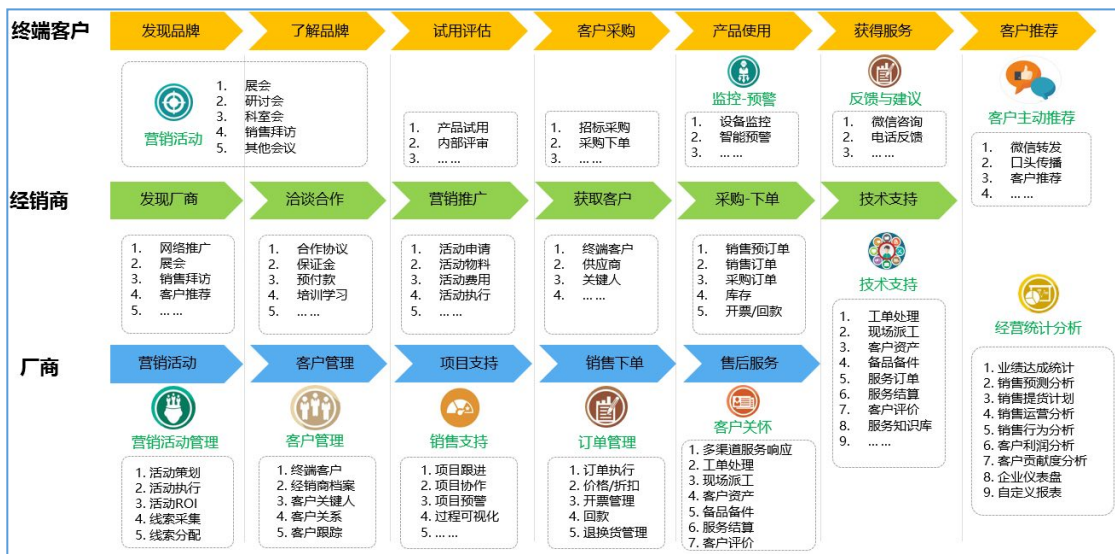 终端客户
发现品牌
了解品牌
试用评估
客户采购
产品使用
获得服务
客户推荐
营销活动
1. 展会
2. 研讨会
3. 科室会
4. 销售拜访
5. 其他会议
1. 产品试用
2. 内部评审
3. ... ...
1. 招标采购
2. 采购下单
3. ... ...
监控-预警
1. 设备监控
2. 智能预警
3. ... ...
反馈与建议
1. 微信咨询
2. 电话反馈
3. ... ...
客户主动推荐
1. 微信转发
2. 口头传播
3. 客户推荐
4. ... ...
经销商
发现厂商
洽谈合作
营销推广
获取客户
采购-下单
技术支持
1. 网络推广
2. 展会
3. 销售拜访
4. 客户推荐
5. ... ...
1. 合作协议
2. 保证金
3. 预付款
4. 培训学习
5. ... ...
1. 活动申请
2. 活动物料
3. 活动费用
4. 活动执行
5. ... ...
1. 终端客户
2. 供应商
3. 关键人
4. ... ...
1. 销售预订单
2. 销售订单
3. 采购订单
4. 库存
5. 开票/回款
技术支持
1. 工单处理
2. 现场派工
3. 客户资产
4. 备品备件
5. 服务订单
6. 服务结算
7. 客户评价
8. 服务知识库
9. ... ...
经营统计分析
1. 业绩达成统计
2. 销售预测分析
3. 销售提货计划
4. 销售运营分析
5. 销售行为分析
6. 客户利润分析
7. 客户贡献度分析
8. 企业仪表盘
9. 自定义报表
厂商
营销活动
客户管理
项目支持
销售下单
售后服务
营销活动管理
1. 活动策划
2. 活动执行
3. 活动ROI
4. 线索采集
5. 线索分配
客户管理
1. 终端客户
2. 经销商档案
3. 客户关键人
4. 客户关系
5. 客户跟踪
销售支持
1. 项目跟进
2. 项目协作
3. 项目预警
4. 过程可视化
5. ... ...
订单管理
1. 订单执行
2. 价格/折扣
3. 开票管理
4. 回款
5. 退换货管理
客户关怀
1. 多渠道服务响应
2. 工单处理
3. 现场派工
4. 客户资产
5. 备品备件
6. 服务结算
7. 客户评价